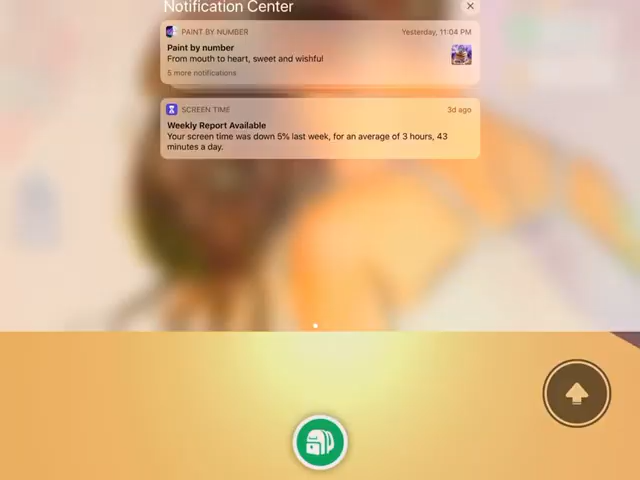 Notification Center
PAINT BY NUMBER
Yesterday, 11:04 PM
Paint by number
From mouth to heart, sweet and wishful
5 more notifications
SCREEN TIME
3d ago
Weekly Report Available
Your screen time was down 5% last week, for an average of 3 hours, 43
minutes a day.